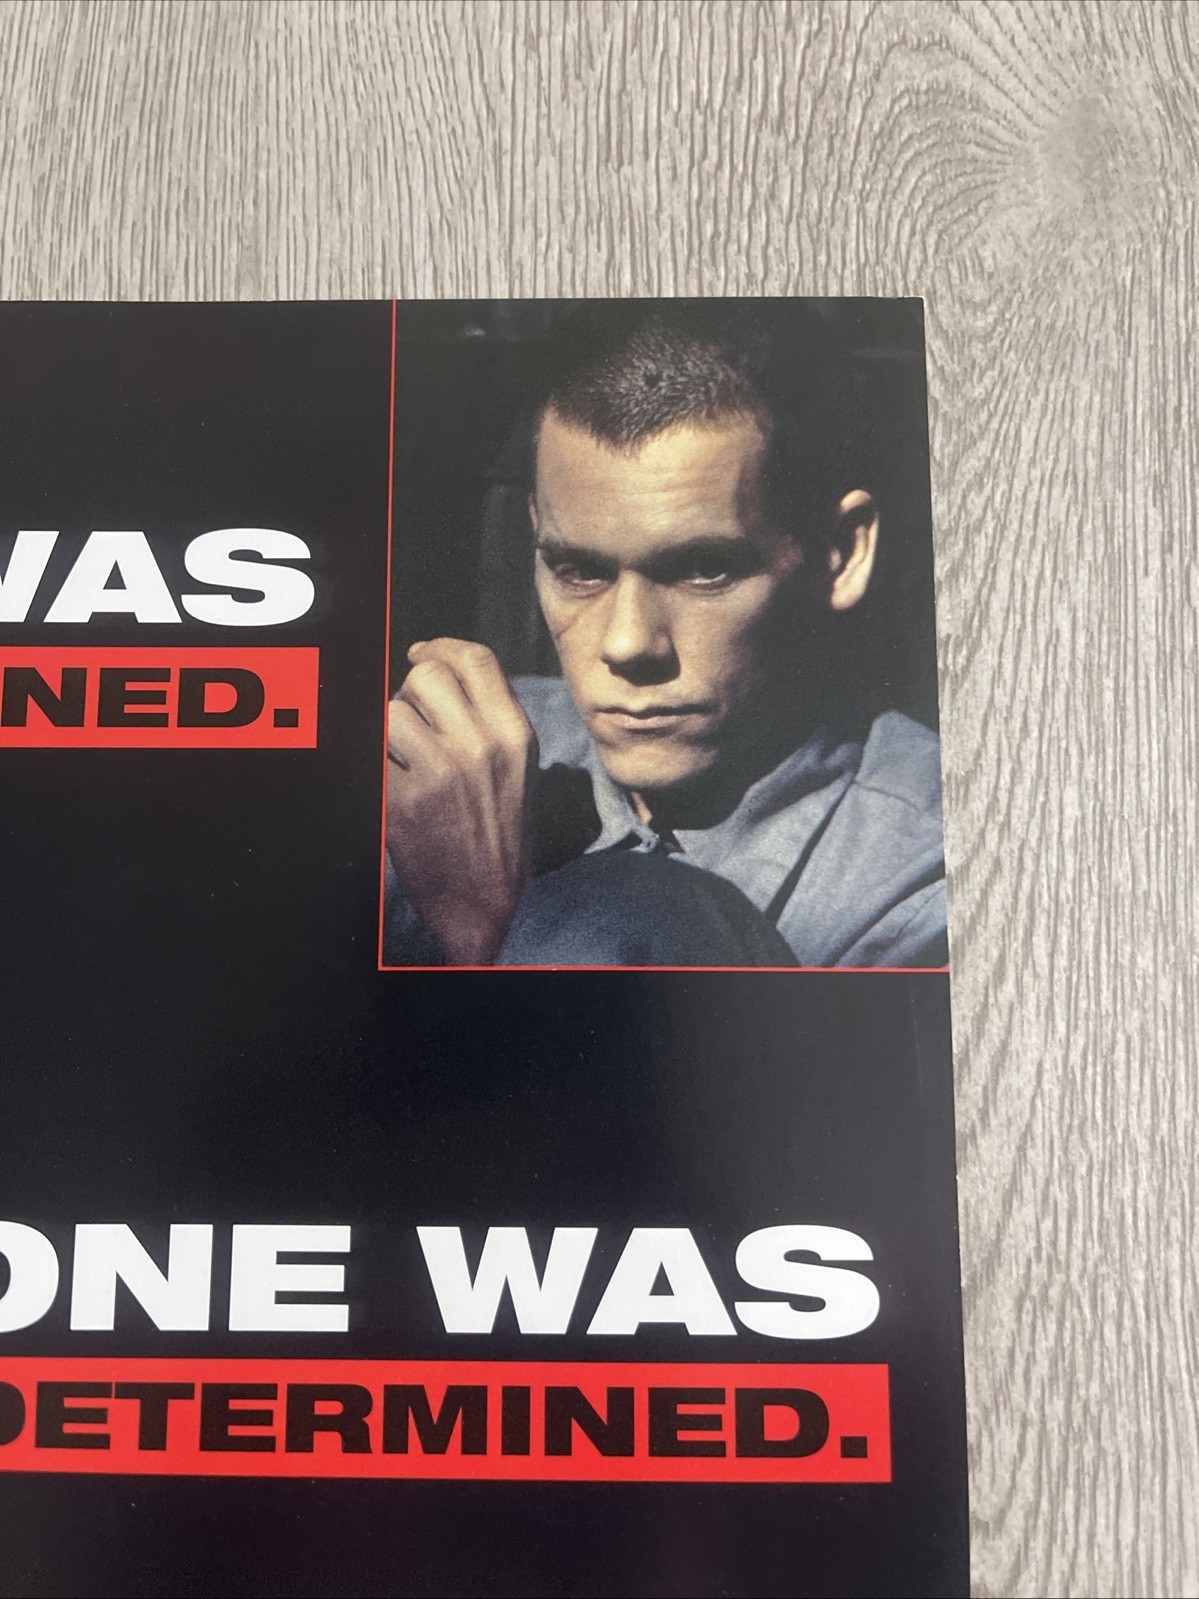 WAS
NED.
ONE WAS
DETERMINED.